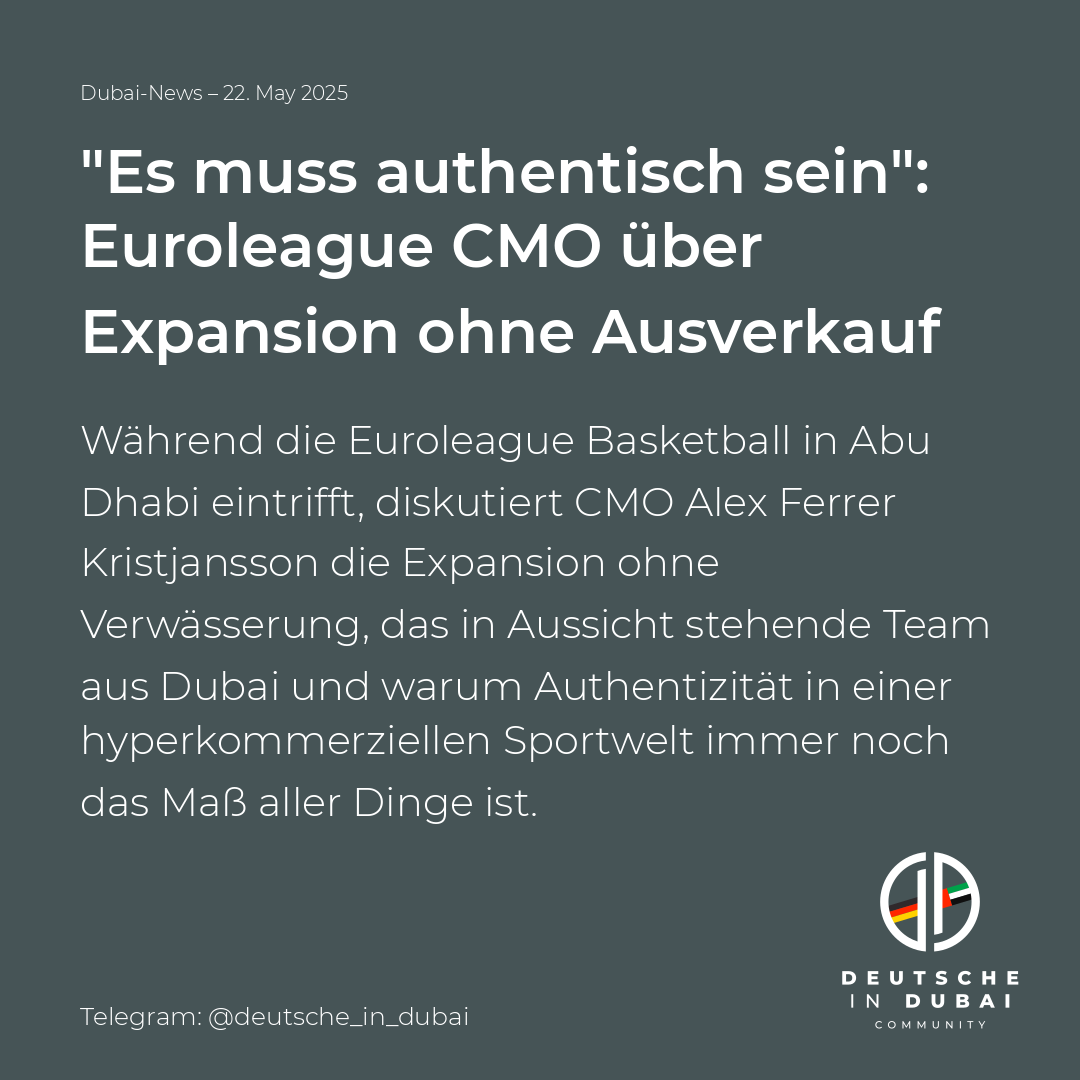 Dubai-News – 22. May 2025
"Es muss authentisch sein":
Euroleague CMO über
Expansion ohne Ausverkauf
Während die Euroleague Basketball in Abu
Dhabi eintrifft, diskutiert CMO Alex Ferrer
Kristjansson die Expansion ohne
Verwässerung, das in Aussicht stehende Team
aus Dubai und warum Authentizität in einer
hyperkommerziellen Sportwelt immer noch
das Maß aller Dinge ist.
DEUTSCHE
IN DUBAI
COMMUNITY
Telegram: @deutsche_in_dubai